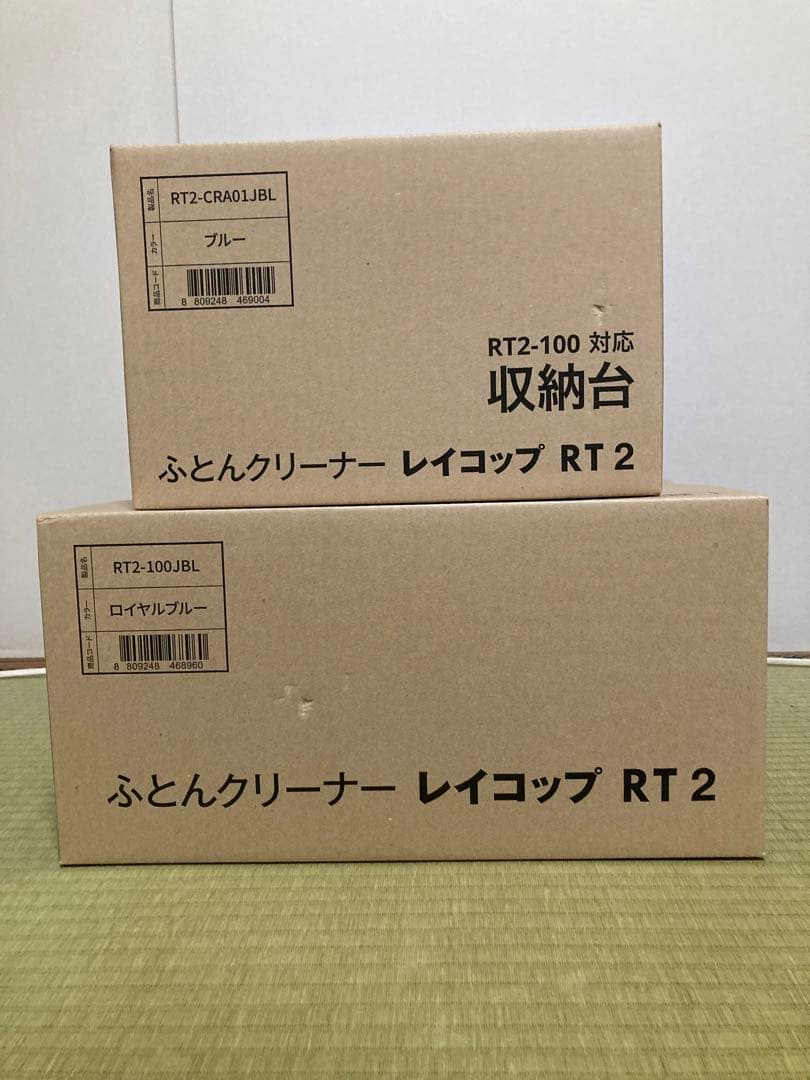 製品名 RT2-CRA01JBL
カラー ブルー
商品コード 8 809248 469004
RT2-100 対応
収納台
ふとんクリーナー レイコップ RT 2
製品名 RT2-100JBL
カラー ロイヤルブルー
商品コード 8 809248 468960
ふとんクリーナー レイコップ RT 2